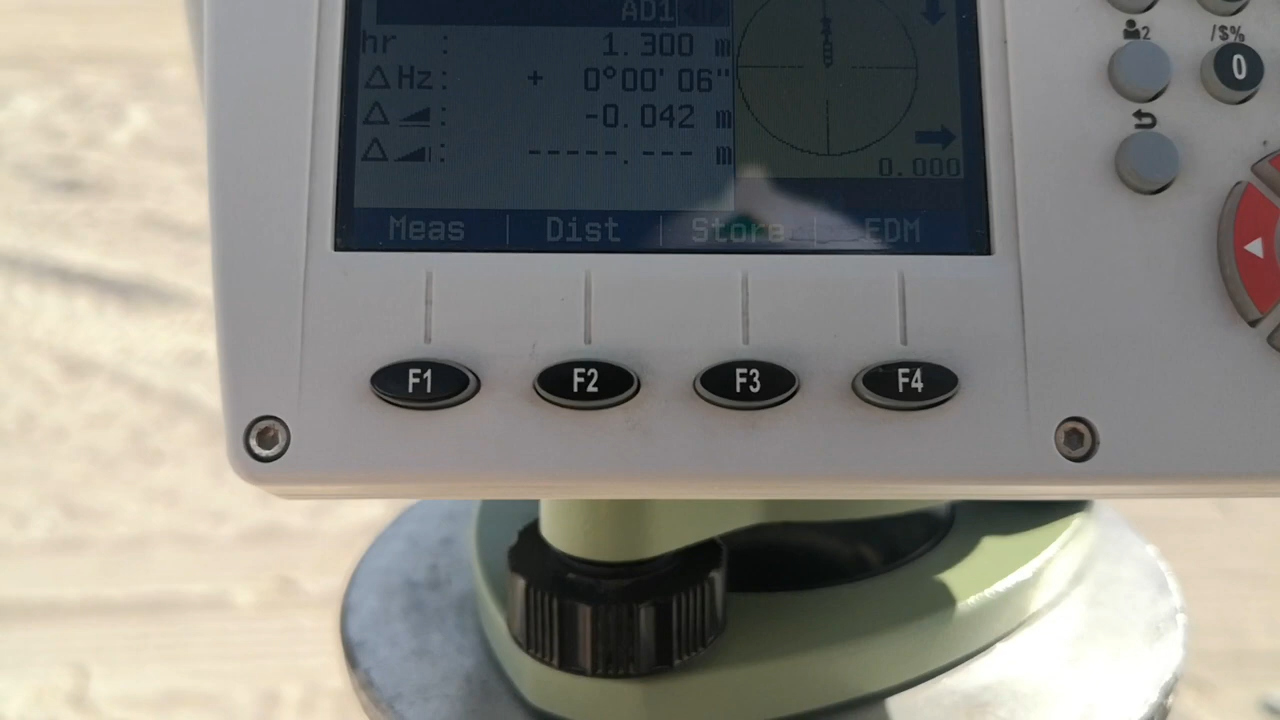 AD1
hr : 1.300 m
ΔHz: + 0°00'06"
Δ : -0.042 m
Δ : -----.--- m
0.000
Meas | Dist | Store | EDM
F1 F2 F3 F4
2 /$%
0